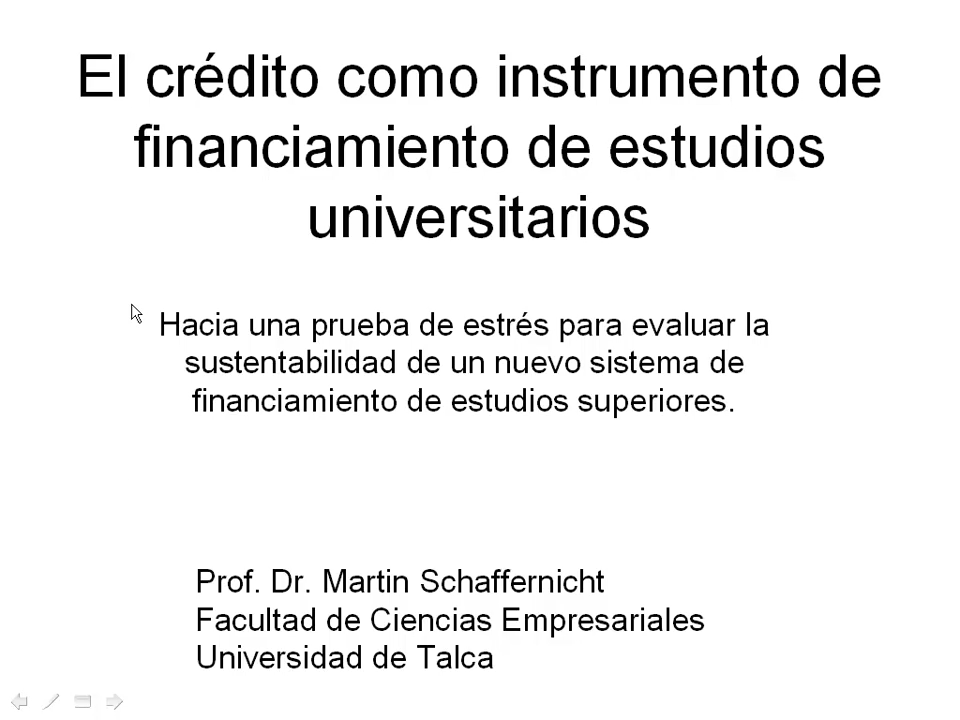 El crédito como instrumento de
financiamiento de estudios
universitarios
Hacia una prueba de estrés para evaluar la
sustentabilidad de un nuevo sistema de
financiamiento de estudios superiores.
Prof. Dr. Martin Schaffernicht
Facultad de Ciencias Empresariales
Universidad de Talca